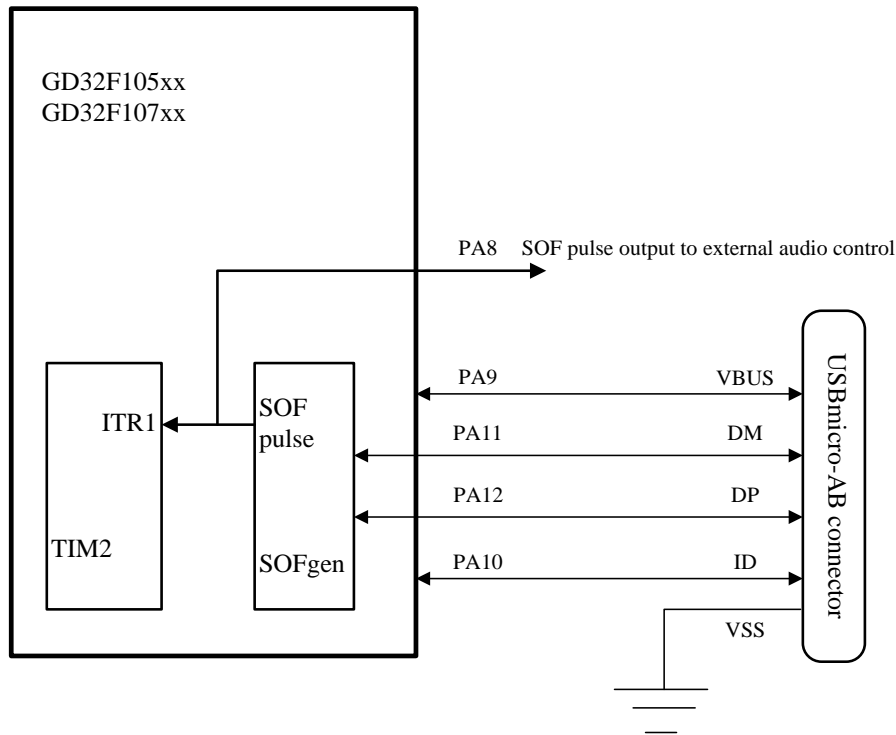 GD32F105xx
GD32F107xx
PA8 SOF pulse output to external audio control
PA9 VBUS
ITR1
SOF
pulse
PA11 DM
PA12 DP
TIM2
SOFgen
PA10 ID
VSS
USBmicro-AB connector